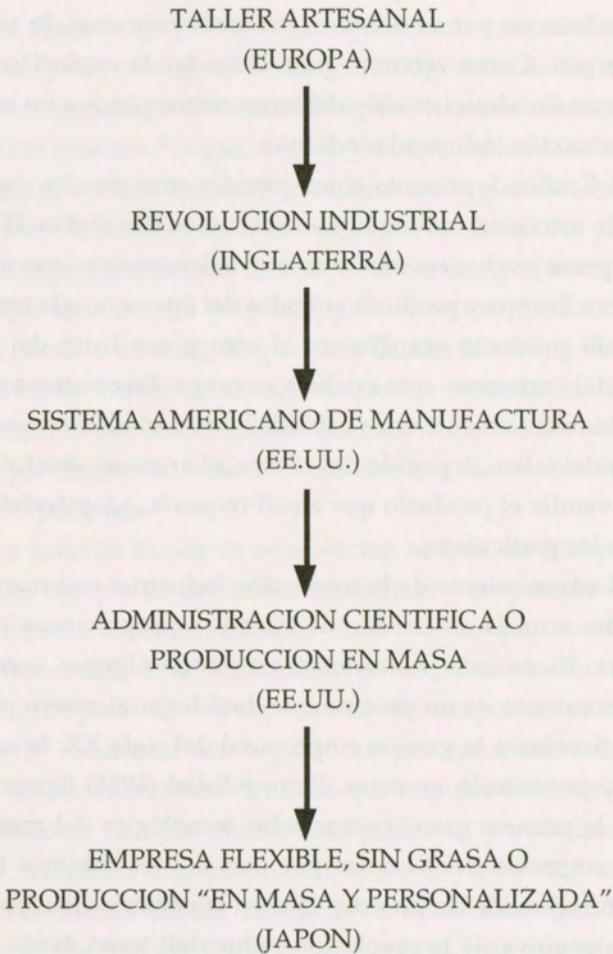 TALLER ARTESANAL
(EUROPA)
REVOLUCION INDUSTRIAL
(INGLATERRA)
SISTEMA AMERICANO DE MANUFACTURA
(EE.UU.)
ADMINISTRACION CIENTIFICA O
PRODUCCION EN MASA
(EE.UU.)
EMPRESA FLEXIBLE, SIN GRASA O
PRODUCCION “EN MASA Y PERSONALIZADA”
(JAPON)